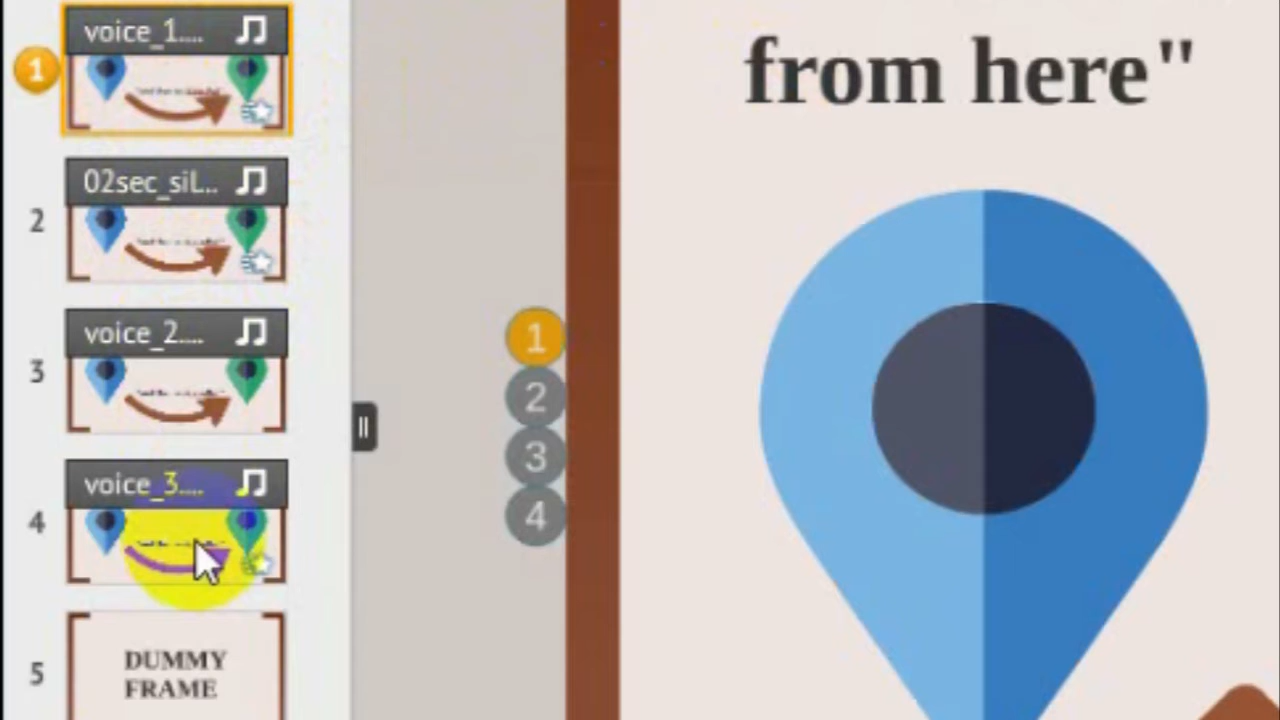 voice_1....
1
02sec_sil...
2
voice_2....
3
voice_3....
4
DUMMY
FRAME
5
1
2
3
4
from here"